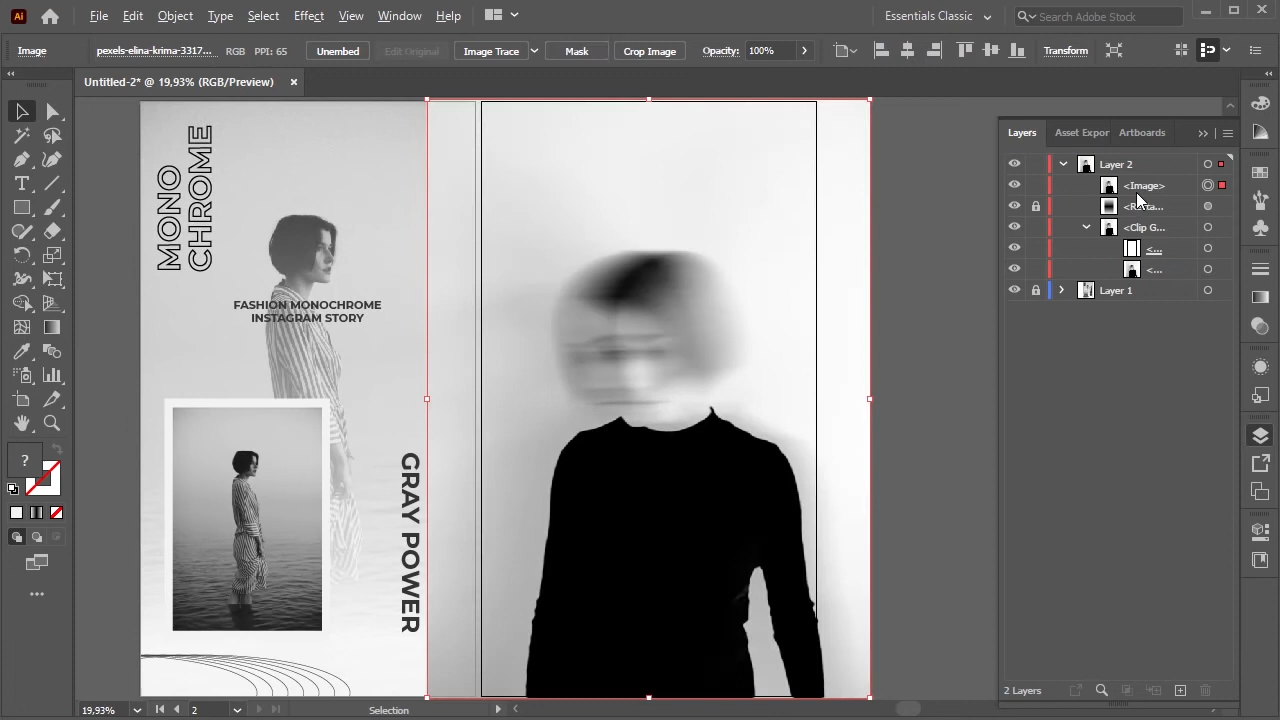 Ai
File Edit Object Type Select Effect View Window Help
Essentials Classic
Search Adobe Stock
Image pexels-elina-krima-3317... RGB PPI: 65 Unembed Edit Original Image Trace Mask Crop Image Opacity: 100% Transform
Untitled-2* @ 19,93% (RGB/Preview)
MONO
CHROME
FASHION MONOCHROME
INSTAGRAM STORY
GRAY POWER
Layers Asset Expor Artboards
Layer 2
<Image>
<Clip G...
<...
<...
Layer 1
?
2 Layers
19,93% 2 Selection